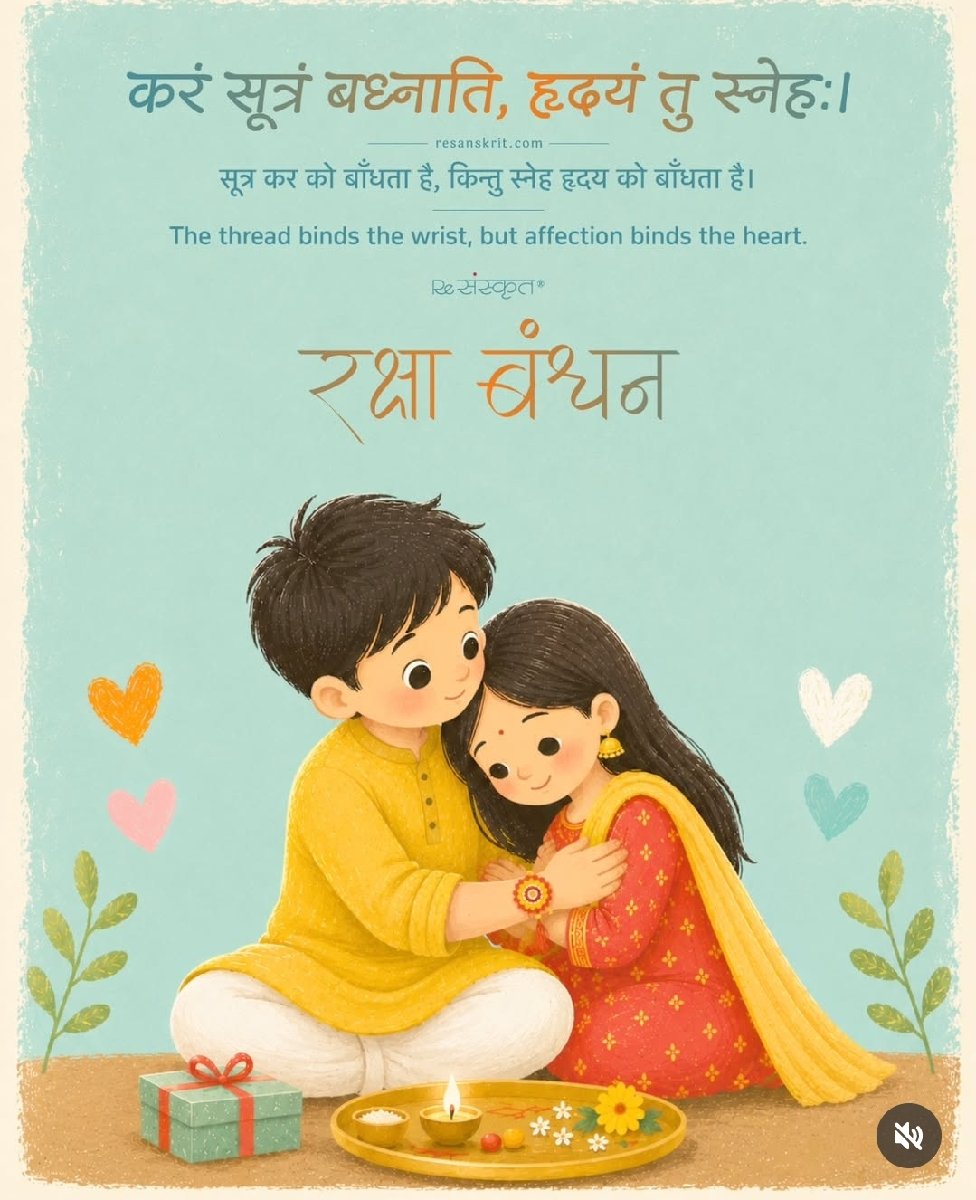 करं सूत्रं बध्नाति, हृदयं तु स्नेहः।
resanskrit.com
सूत्र कर को बाँधता है, किन्तु स्नेह हृदय को बाँधता है।
The thread binds the wrist, but affection binds the heart.
Re संस्कृत®
रक्षा बंधन